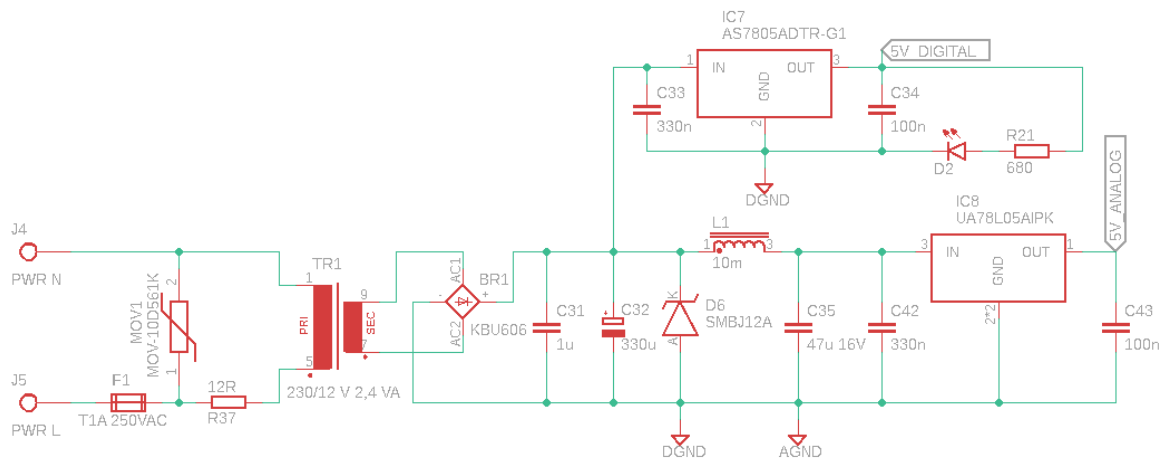 IC7
AS7805ADTR-G1
1
IN
OUT
3
GND
2
5V_DIGITAL
C33
330n
C34
100n
D2
R21
680
DGND
5V_ANALOG
IC8
UA78L05AIPK
3
IN
OUT
1
GND
2*2
J4
PWR N
MOV1
MOV-10D561K
2
1
TR1
1
5
PRI
SEC
9
7
230/12 V 2,4 VA
AC1
AC2
BR1
-
+
KBU606
C31
1u
C32
330u
L1
1
3
10m
K
A
D6
SMBJ12A
C35
47u 16V
C42
330n
C43
100n
J5
PWR L
F1
T1A 250VAC
12R
R37
DGND
AGND